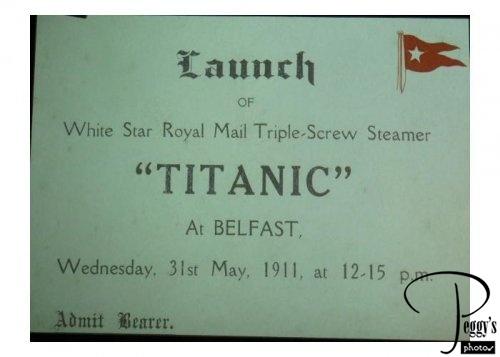 Launch
OF
White Star Royal Mail Triple-Screw Steamer
“TITANIC”
At BELFAST,
Wednesday, 31st May, 1911, at 12-15 p.m.
Admit Bearer.
Peggy's
photos